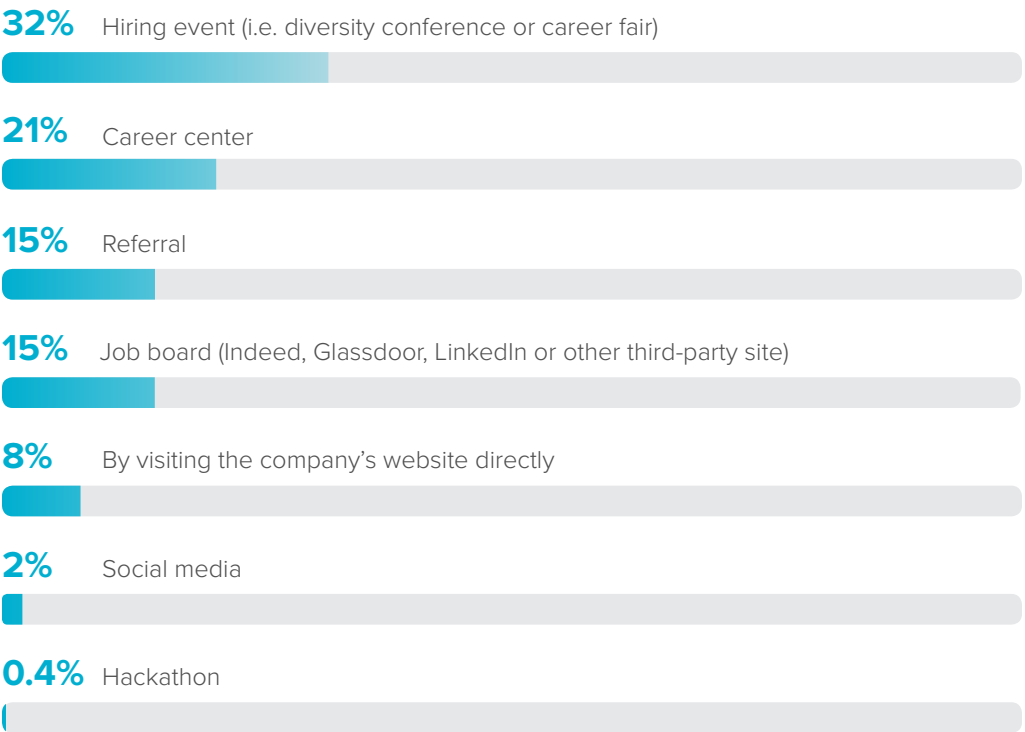 32% Hiring event (i.e. diversity conference or career fair)
21% Career center
15% Referral
15% Job board (Indeed, Glassdoor, LinkedIn or other third-party site)
8% By visiting the company’s website directly
2% Social media
0.4% Hackathon